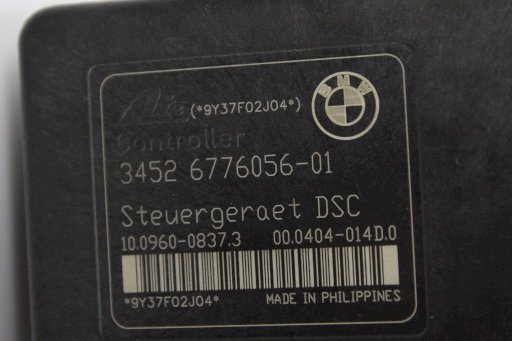 Ate (*9Y37F02J04*) BMW
Controller
3452 6776056-01
Steuergeraet DSC
10.0960-0837.3 00.0404-014D.0
*9Y37F02J04* MADE IN PHILIPPINES